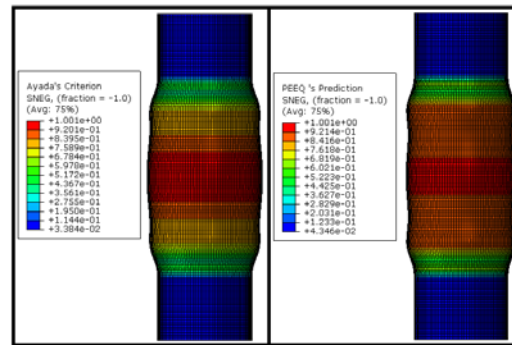 Ayada's Criterion
SNEG, (fraction = -1.0)
(Avg: 75%)
+1.001e+00
+9.201e-01
+8.395e-01
+7.589e-01
+6.784e-01
+5.978e-01
+5.172e-01
+4.367e-01
+3.561e-01
+2.755e-01
+1.950e-01
+1.144e-01
+3.384e-02
PEEQ 's Prediction
SNEG, (fraction = -1.0)
(Avg: 75%)
+1.001e+00
+9.214e-01
+8.416e-01
+7.618e-01
+6.819e-01
+6.021e-01
+5.223e-01
+4.425e-01
+3.627e-01
+2.829e-01
+2.031e-01
+1.233e-01
+4.346e-02